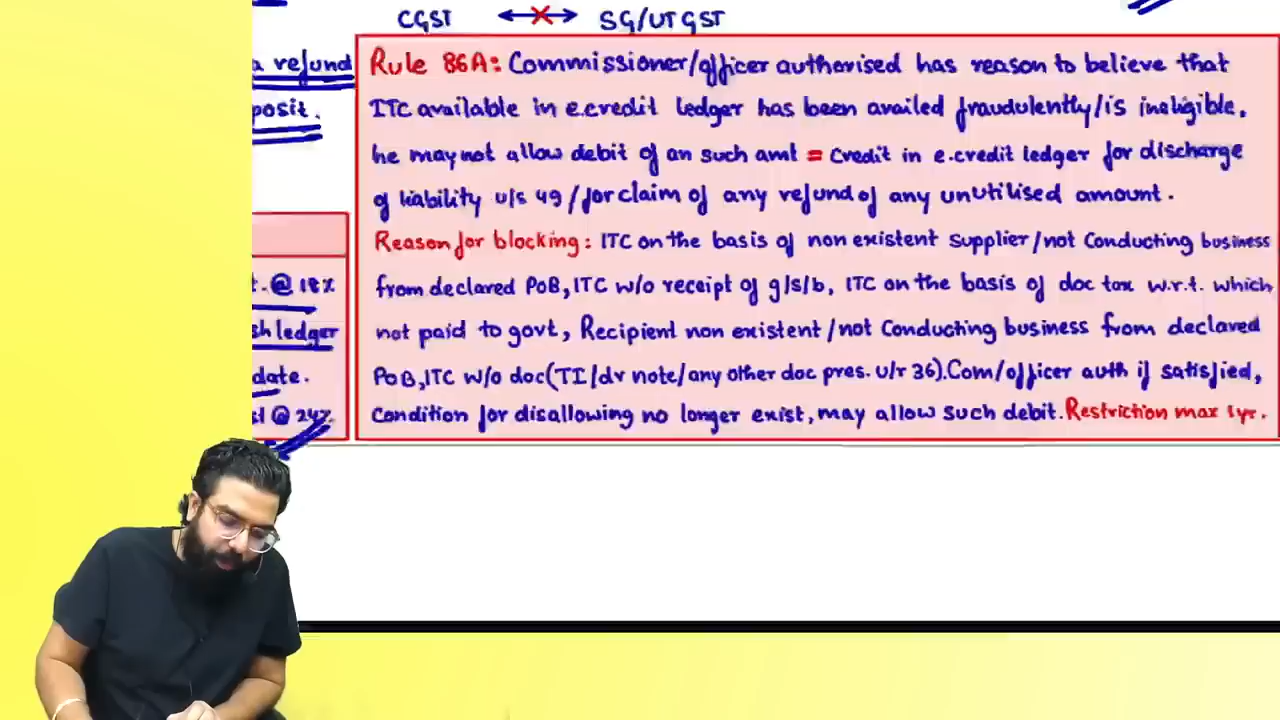 CGST SG/UTGST
a refund
posit.
Rule 86A: Commissioner/officer authorised has reason to believe that
ITC available in e.credit ledger has been availed fraudulently/is ineligible,
he may not allow debit of an such amt = Credit in e.credit ledger for discharge
of liability u/s 49/for claim of any refund of any unutilised amount.
Reason for blocking: ITC on the basis of non existent Supplier/not Conducting business
from declared PoB, ITC w/o receipt of g/s/b, ITC on the basis of doc tax w.r.t. which
not paid to govt, Recipient non existent/not Conducting business from declared
PoB, ITC w/o doc(TI/dr note/any other doc pres. u/r 36). Com/officer auth if satisfied,
Condition for disallowing no longer exist, may allow such debit. Restriction max 1yr.
t. @ 18%
sh ledger
date.
st @ 24%.